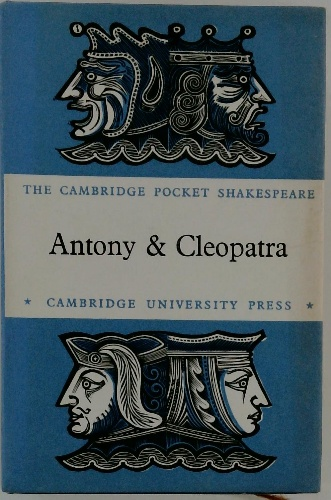 THE CAMBRIDGE POCKET SHAKESPEARE
Antony & Cleopatra
* CAMBRIDGE UNIVERSITY PRESS *